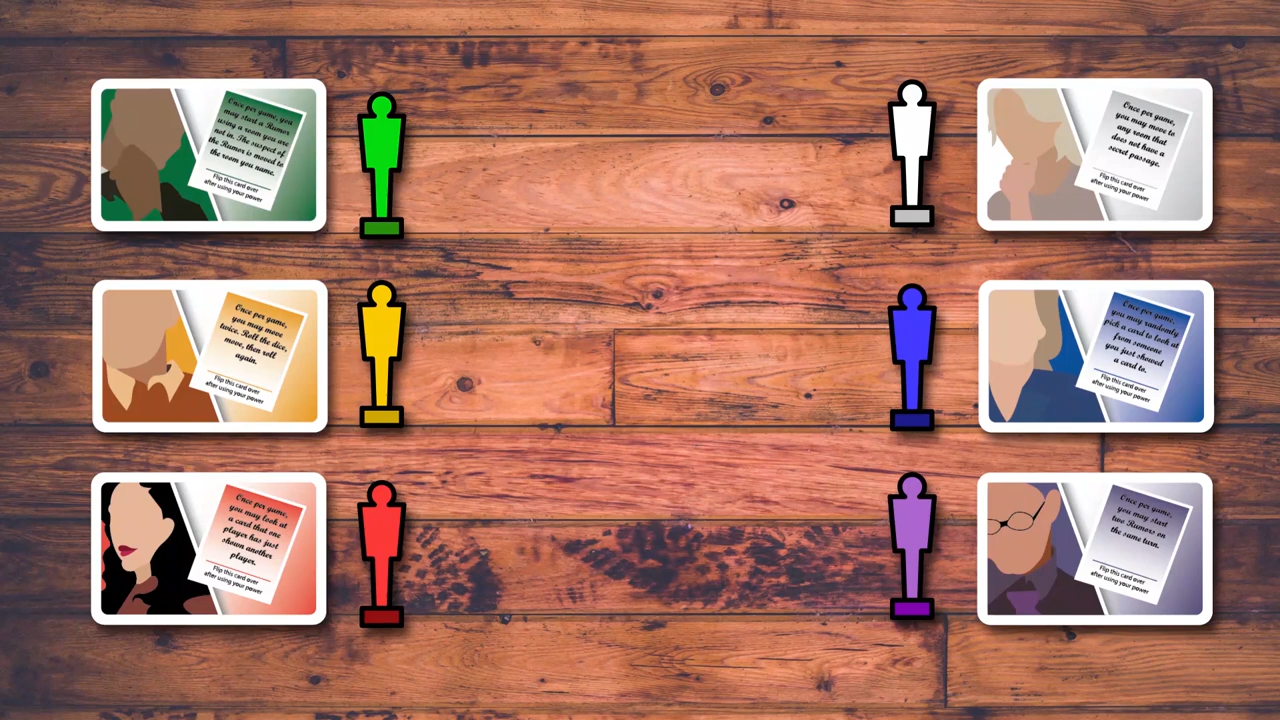 Once per game, you
may start a Rumor
using a room you are
not in. The suspect of
the Rumor is moved to
the room you name.
Flip this card over
after using your power
Once per game,
you may move to
any room that
does not have a
secret passage.
Flip this card over
after using your power
Once per game,
you may move
twice. Roll the dice,
move, then roll
again.
Flip this card over
after using your power
Once per game,
you may randomly
pick a card to look at
from someone
you just showed
a card to.
Flip this card over
after using your power
Once per game,
you may look at
a card that one
player has just
shown another
player.
Flip this card over
after using your power
Once per game,
you may start
two Rumors on
the same turn.
Flip this card over
after using your power